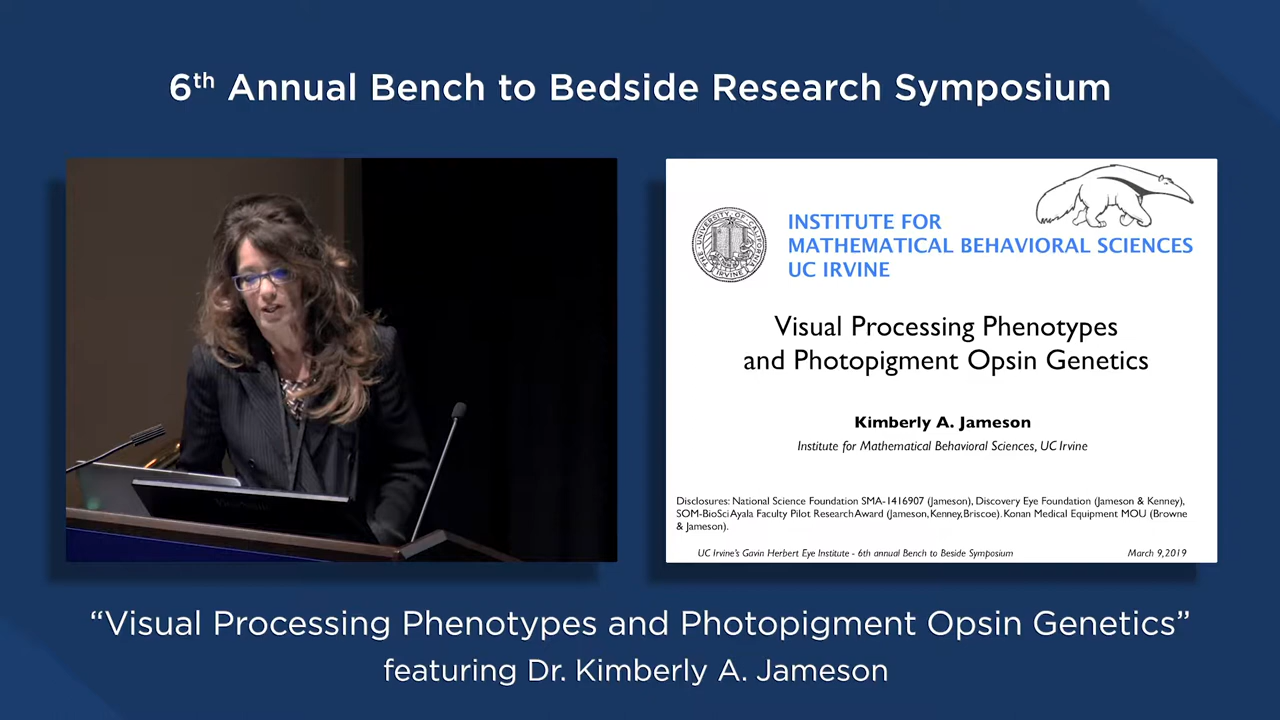 6th Annual Bench to Bedside Research Symposium
INSTITUTE FOR
MATHEMATICAL BEHAVIORAL SCIENCES
UC IRVINE
Visual Processing Phenotypes
and Photopigment Opsin Genetics
Kimberly A. Jameson
Institute for Mathematical Behavioral Sciences, UC Irvine
Disclosures: National Science Foundation SMA-1416907 (Jameson), Discovery Eye Foundation (Jameson & Kenney),
SOM-BioSci Ayala Faculty Pilot Research Award (Jameson, Kenney, Briscoe). Konan Medical Equipment MOU (Browne
& Jameson).
UC Irvine's Gavin Herbert Eye Institute - 6th annual Bench to Beside Symposium March 9, 2019
“Visual Processing Phenotypes and Photopigment Opsin Genetics”
featuring Dr. Kimberly A. Jameson